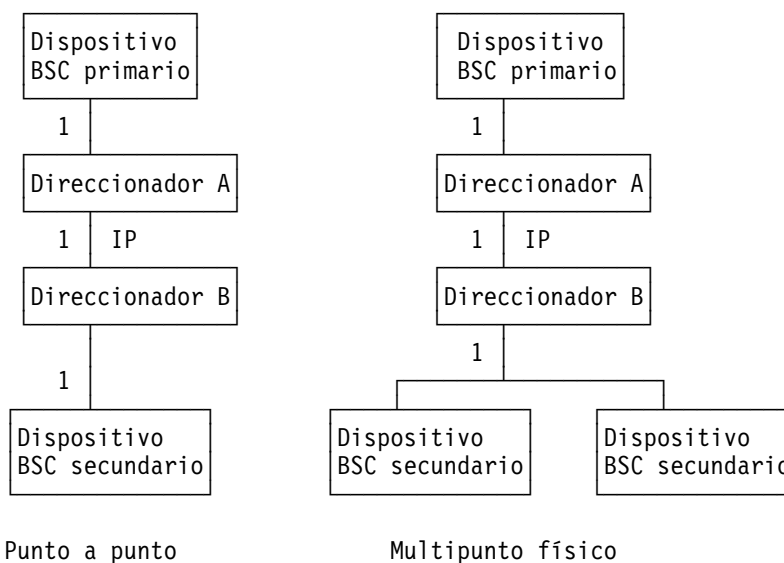 Dispositivo
BSC primario
1
Direccionador A
1 IP
Direccionador B
1
Dispositivo
BSC secundario
Punto a punto
Dispositivo
BSC primario
1
Direccionador A
1 IP
Direccionador B
1
Dispositivo
BSC secundario
Dispositivo
BSC secundario
Multipunto físico